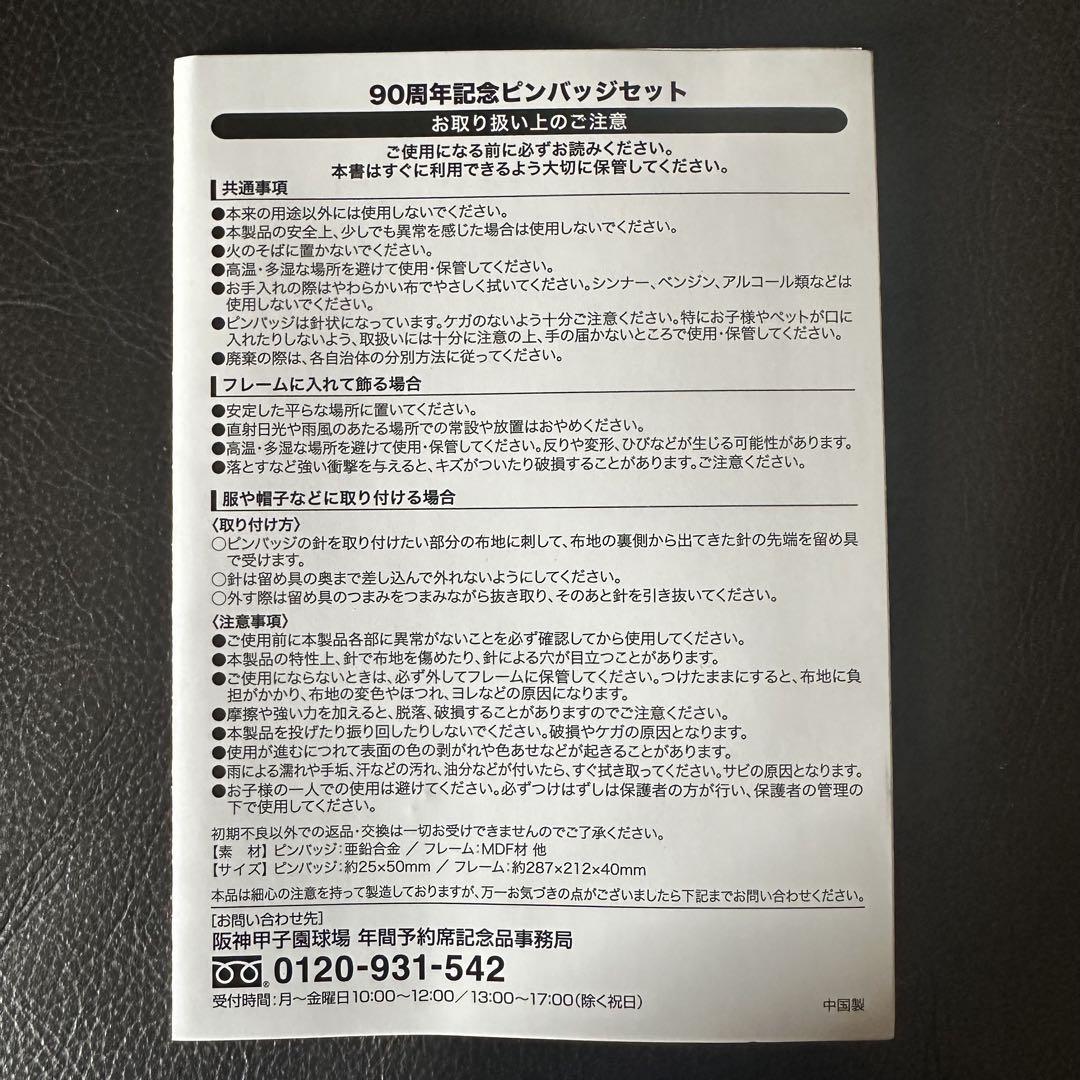 90周年記念ピンバッジセット
お取り扱い上のご注意
ご使用になる前に必ずお読みください。
本書はすぐに利用できるよう大切に保管してください。
共通事項
●本来の用途以外には使用しないでください。
●本製品の安全上、少しでも異常を感じた場合は使用しないでください。
●火のそばに置かないでください。
●高温・多湿な場所を避けて使用・保管してください。
●お手入れの際はやわらかい布でやさしく拭いてください。シンナー、ベンジン、アルコール類などは
使用しないでください。
●ピンバッジは針状になっています。ケガのないよう十分ご注意ください。特にお子様やペットが口に
入れたりしないよう、取扱いには十分に注意の上、手の届かないところで使用・保管してください。
●廃棄の際は、各自治体の分別方法に従ってください。
フレームに入れて飾る場合
●安定した平らな場所に置いてください。
●直射日光や雨風のあたる場所での常設や放置はおやめください。
●高温・多湿な場所を避けて使用・保管してください。反りや変形、ひびなどが生じる可能性があります。
●落とすなど強い衝撃を与えると、キズがついたり破損することがあります。ご注意ください。
服や帽子などに取り付ける場合
〈取り付け方〉
○ピンバッジの針を取り付けたい部分の布地に刺して、布地の裏側から出てきた針の先端を留め具
で受けます。
○針は留め具の奥まで差し込んで外れないようにしてください。
○外す際は留め具のつまみをつまみながら抜き取り、そのあと針を引き抜いてください。
〈注意事項〉
●ご使用前に本製品各部に異常がないことを必ず確認してから使用してください。
●本製品の特性上、針で布地を傷めたり、針による穴が目立つことがあります。
●ご使用にならないときは、必ず外してフレームに保管してください。つけたままにすると、布地に負
担がかかり、布地の変色やほつれ、ヨレなどの原因になります。
●摩擦や強い力を加えると、脱落、破損することがありますのでご注意ください。
●本製品を投げたり振り回したりしないでください。破損やケガの原因となります。
●使用が進むにつれて表面の色の剥がれや色あせなどが起きることがあります。
●雨による濡れや手垢、汗などの汚れ、油分などが付いたら、すぐ拭き取ってください。サビの原因となります。
●お子様の一人での使用は避けてください。必ずつけはずしは保護者の方が行い、保護者の管理の
下で使用してください。
初期不良以外での返品・交換は一切お受けできませんのでご了承ください。
【素 材】ピンバッジ：亜鉛合金 ／ フレーム：MDF材 他
【サイズ】ピンバッジ：約25×50mm ／ フレーム：約287×212×40mm
本品は細心の注意を持って製造しておりますが、万一お気づきの点がございましたら下記までお問い合わせください。
[お問い合わせ先]
阪神甲子園球場 年間予約席記念品事務局
0120-931-542
受付時間：月～金曜日10:00～12:00／13:00～17:00（除く祝日）
中国製